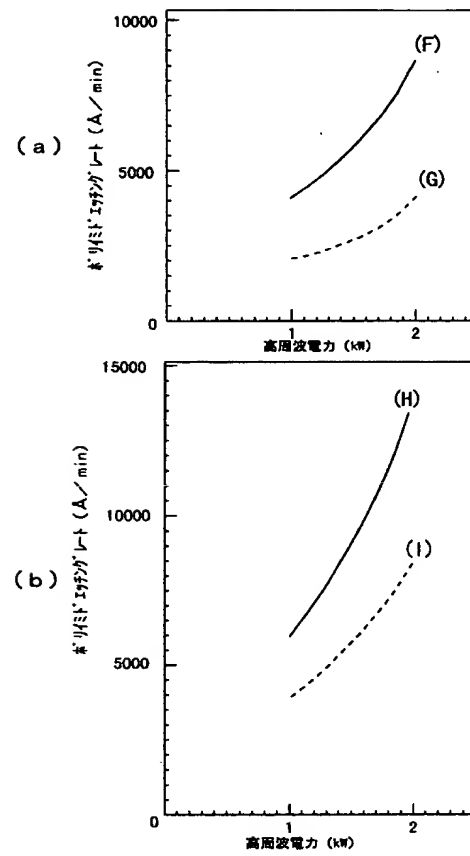 (a)
ポリイミドエッチングレート (A/min)
10000
5000
0
(F)
(G)
1
2
高周波電力 (kW)
(b)
ポリイミドエッチングレート (A/min)
15000
10000
5000
0
(H)
(I)
1
2
高周波電力 (kW)